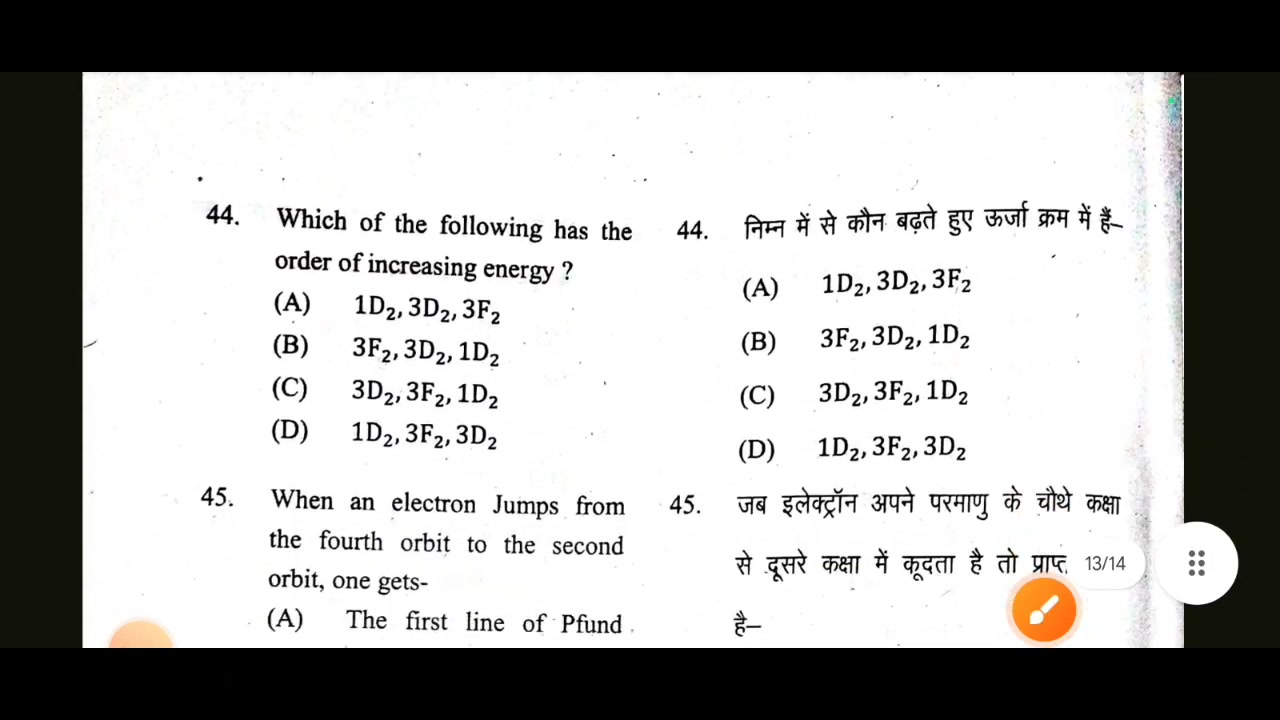 44. Which of the following has the
order of increasing energy ?
(A) 1D₂, 3D₂, 3F₂
(B) 3F₂, 3D₂, 1D₂
(C) 3D₂, 3F₂, 1D₂
(D) 1D₂, 3F₂, 3D₂
45. When an electron Jumps from
the fourth orbit to the second
orbit, one gets-
(A) The first line of Pfund
44. निम्न में से कौन बढ़ते हुए ऊर्जा क्रम में हैं–
(A) 1D₂, 3D₂, 3F₂
(B) 3F₂, 3D₂, 1D₂
(C) 3D₂, 3F₂, 1D₂
(D) 1D₂, 3F₂, 3D₂
45. जब इलेक्ट्रॉन अपने परमाणु के चौथे कक्षा
से दूसरे कक्षा में कूदता है तो प्राप्त
है–
13/14